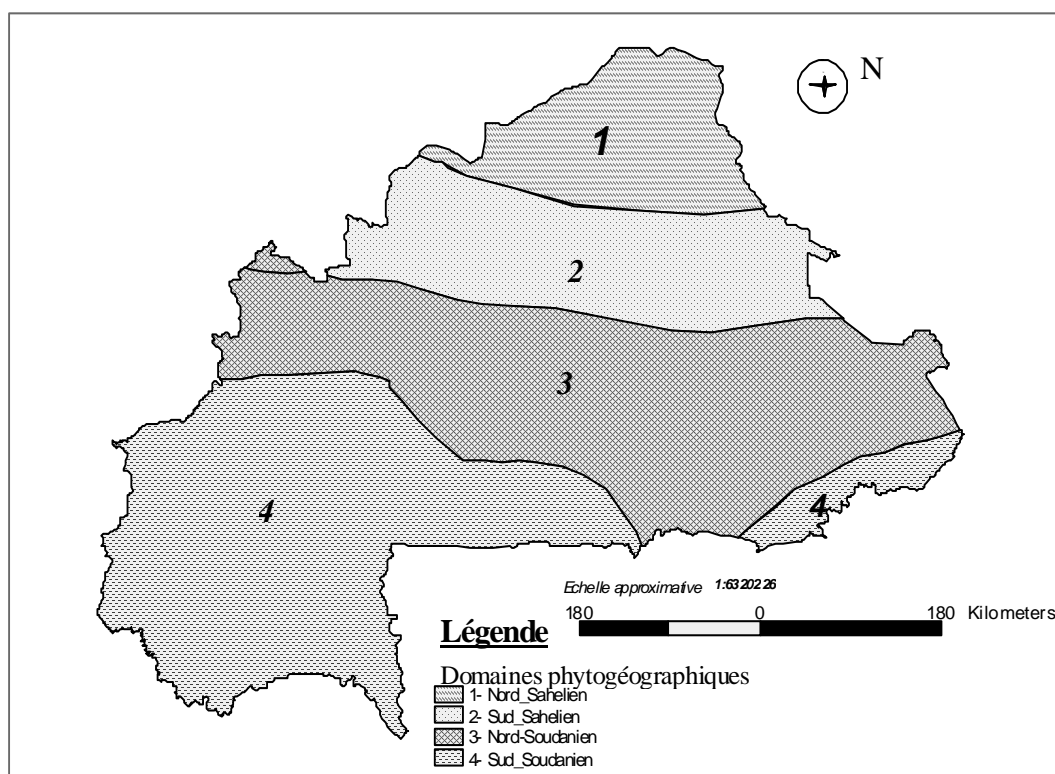 N
1
2
3
4
4
Echelle approximative 1:6320226
180 0 180 Kilometers
Légende
Domaines phytogéographiques
1- Nord_Sahelien
2- Sud_Sahelien
3- Nord-Soudanien
4- Sud_Soudanien